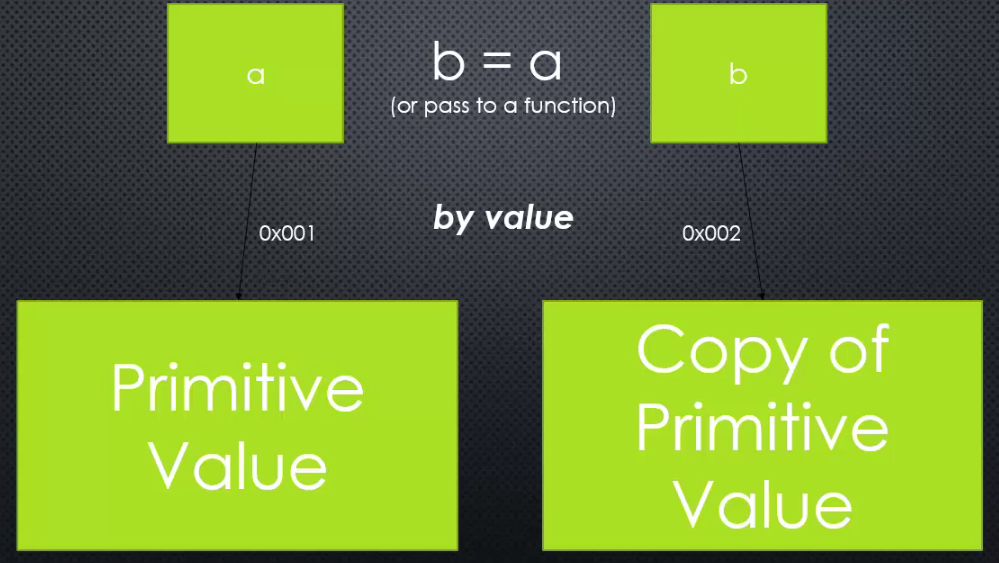 a
b = a
(or pass to a function)
b
by value
0x001
0x002
Primitive
Value
Copy of
Primitive
Value